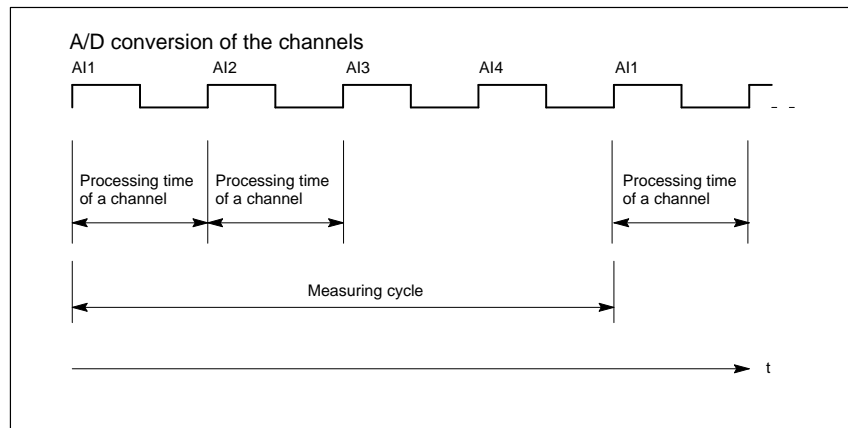 A/D conversion of the channels
AI1 AI2 AI3 AI4 AI1
Processing time of a channel
Processing time of a channel
Processing time of a channel
Measuring cycle
t